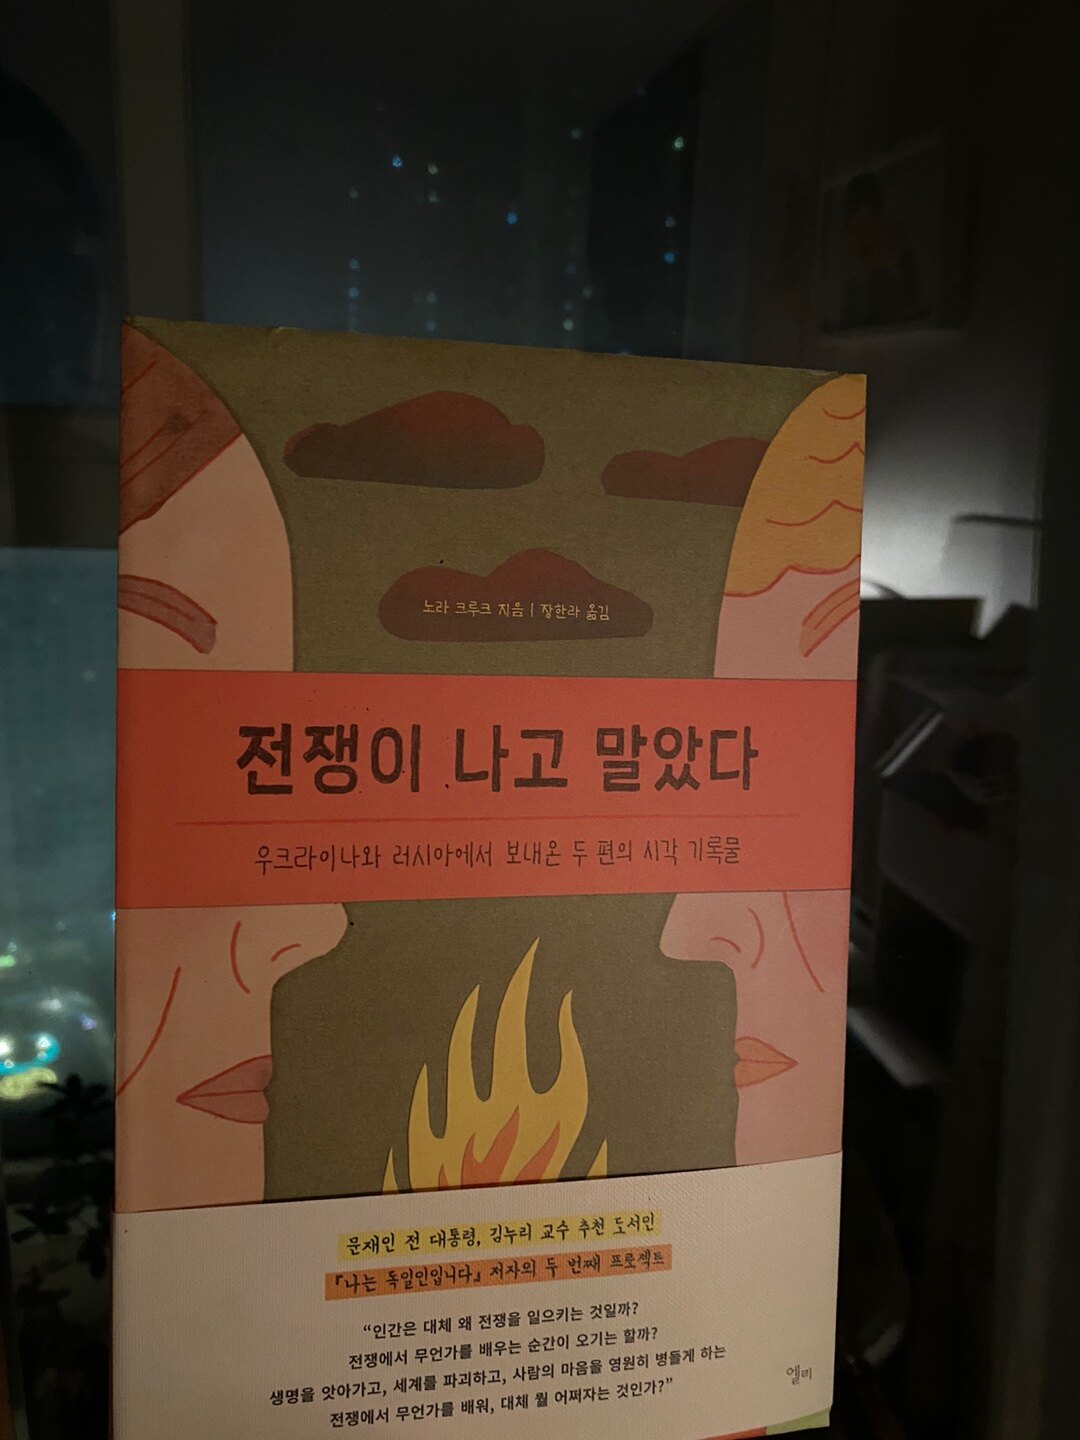 노라 크루크 지음 | 장한라 옮김
전쟁이 나고 말았다
우크라이나와 러시아에서 보내온 두 편의 시각 기록물
문재인 전 대통령, 김누리 교수 추천 도서인
『나는 독일인입니다』 저자의 두 번째 프로젝트
“인간은 대체 왜 전쟁을 일으키는 것일까?
전쟁에서 무언가를 배우는 순간이 오기는 할까?
생명을 앗아가고, 세계를 파괴하고, 사람의 마음을 영원히 병들게 하는
전쟁에서 무언가를 배워, 대체 뭘 어쩌자는 것인가?”
엘리